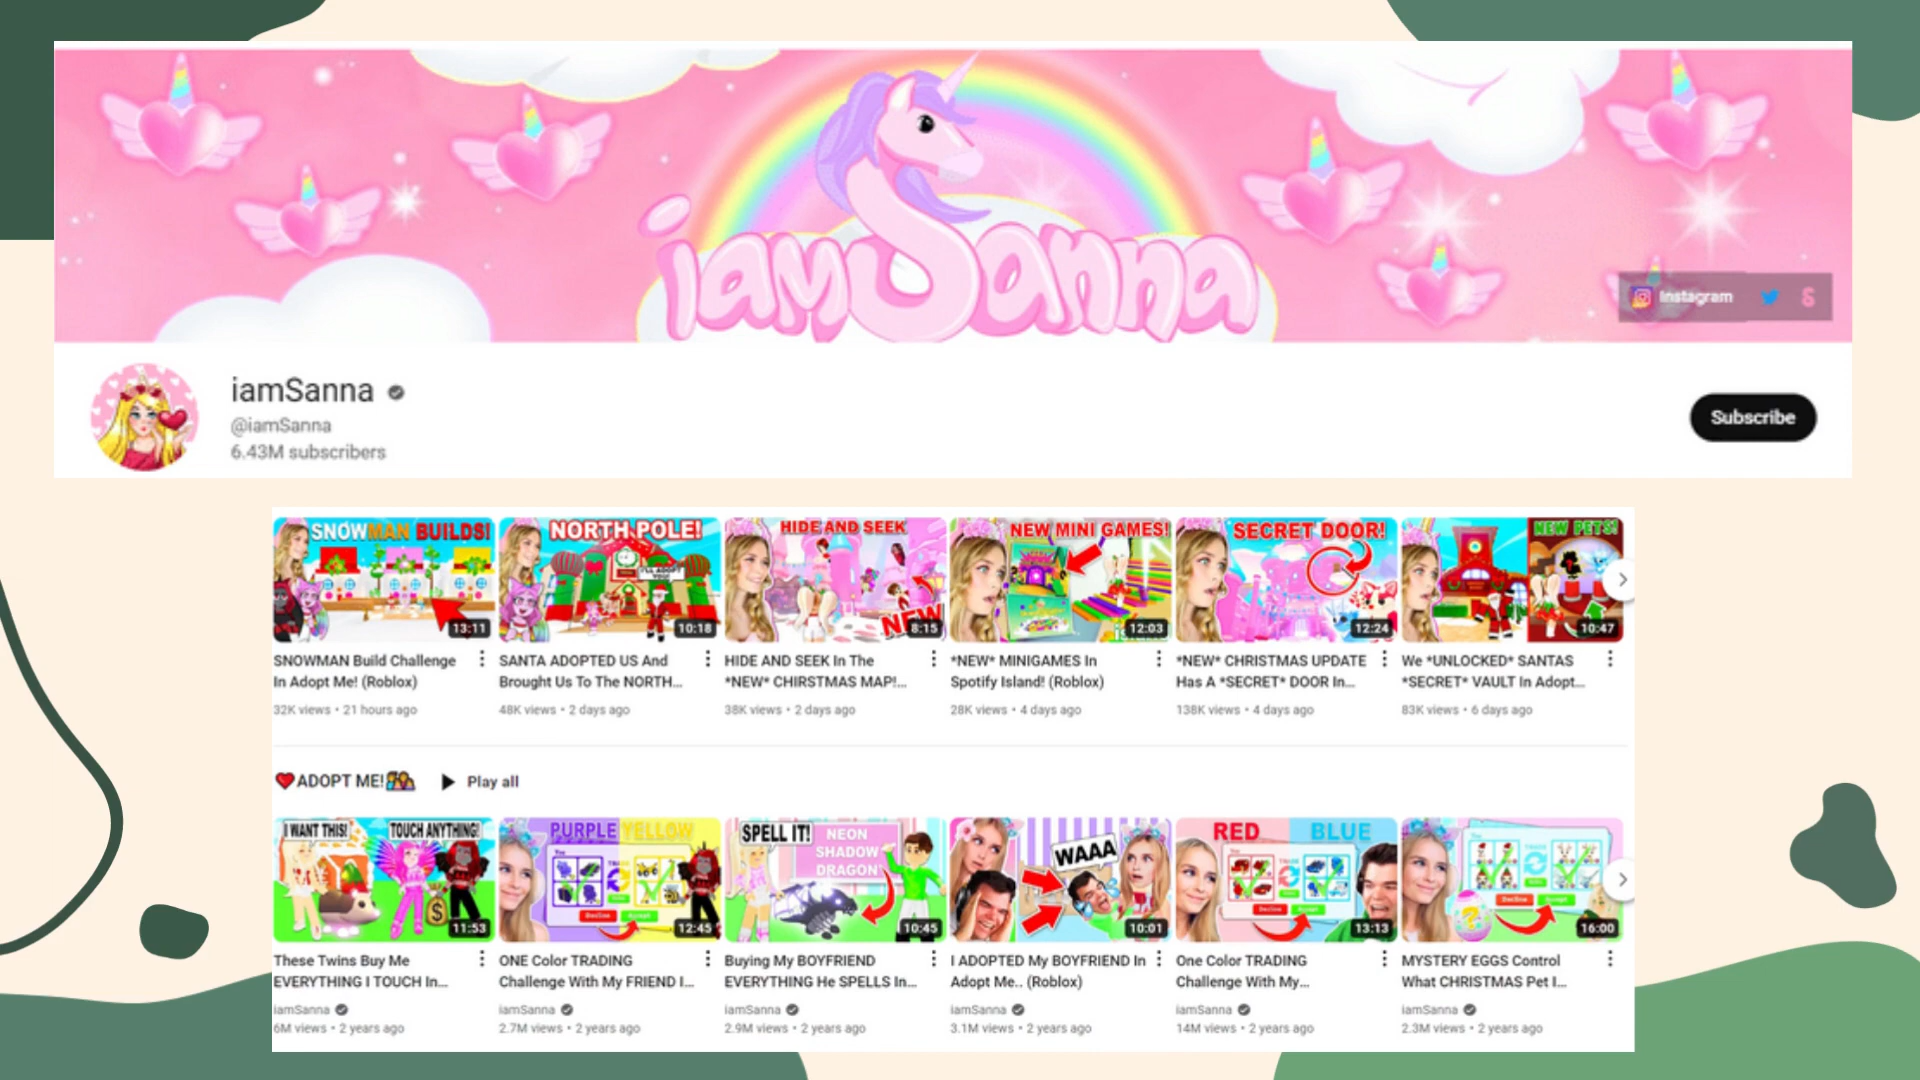 iamSanna
Instagram
iamSanna
@iamSanna
6.43M subscribers
Subscribe
SNOWMAN BUILDS!
13:11
NORTH POLE!
I'LL ADOPT YOU!
10:18
HIDE AND SEEK
NEW
8:15
NEW MINI GAMES!
12:03
SECRET DOOR!
12:24
NEW PETS!
10:47
SNOWMAN Build Challenge
In Adopt Me! (Roblox)
32K views • 21 hours ago
SANTA ADOPTED US And
Brought Us To The NORTH...
48K views • 2 days ago
HIDE AND SEEK In The
*NEW* CHIRSTMAS MAP!...
38K views • 2 days ago
*NEW* MINIGAMES In
Spotify Island! (Roblox)
28K views • 4 days ago
*NEW* CHRISTMAS UPDATE
Has A *SECRET* DOOR In...
138K views • 4 days ago
We *UNLOCKED* SANTAS
*SECRET* VAULT In Adopt...
83K views • 6 days ago
ADOPT ME!
Play all
I WANT THIS!
TOUCH ANYTHING!
11:53
PURPLE YELLOW
Decline
Accept
12:45
SPELL IT!
NEON
SHADOW
DRAGON
10:45
WAAA
10:01
RED BLUE
Decline
Accept
13:13
Decline
Accept
16:00
These Twins Buy Me
EVERYTHING I TOUCH In...
iamSanna
6M views • 2 years ago
ONE Color TRADING
Challenge With My FRIEND I...
iamSanna
2.7M views • 2 years ago
Buying My BOYFRIEND
EVERYTHING He SPELLS In...
iamSanna
2.9M views • 2 years ago
I ADOPTED My BOYFRIEND In
Adopt Me.. (Roblox)
iamSanna
3.1M views • 2 years ago
One Color TRADING
Challenge With My...
iamSanna
14M views • 2 years ago
MYSTERY EGGS Control
What CHRISTMAS Pet I...
iamSanna
2.3M views • 2 years ago